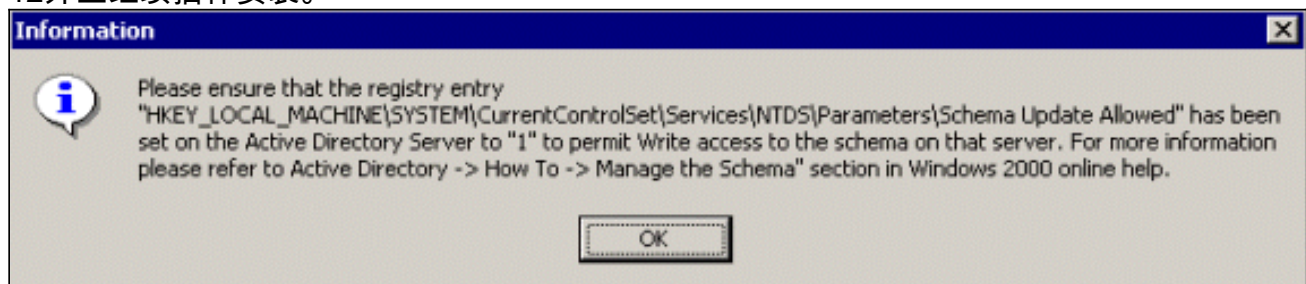 Information
Please ensure that the registry entry
"HKEY_LOCAL_MACHINE\SYSTEM\CurrentControlSet\Services\NTDS\Parameters\Schema Update Allowed" has been
set on the Active Directory Server to "1" to permit Write access to the schema on that server. For more information
please refer to Active Directory -> How To -> Manage the Schema" section in Windows 2000 online help.
OK